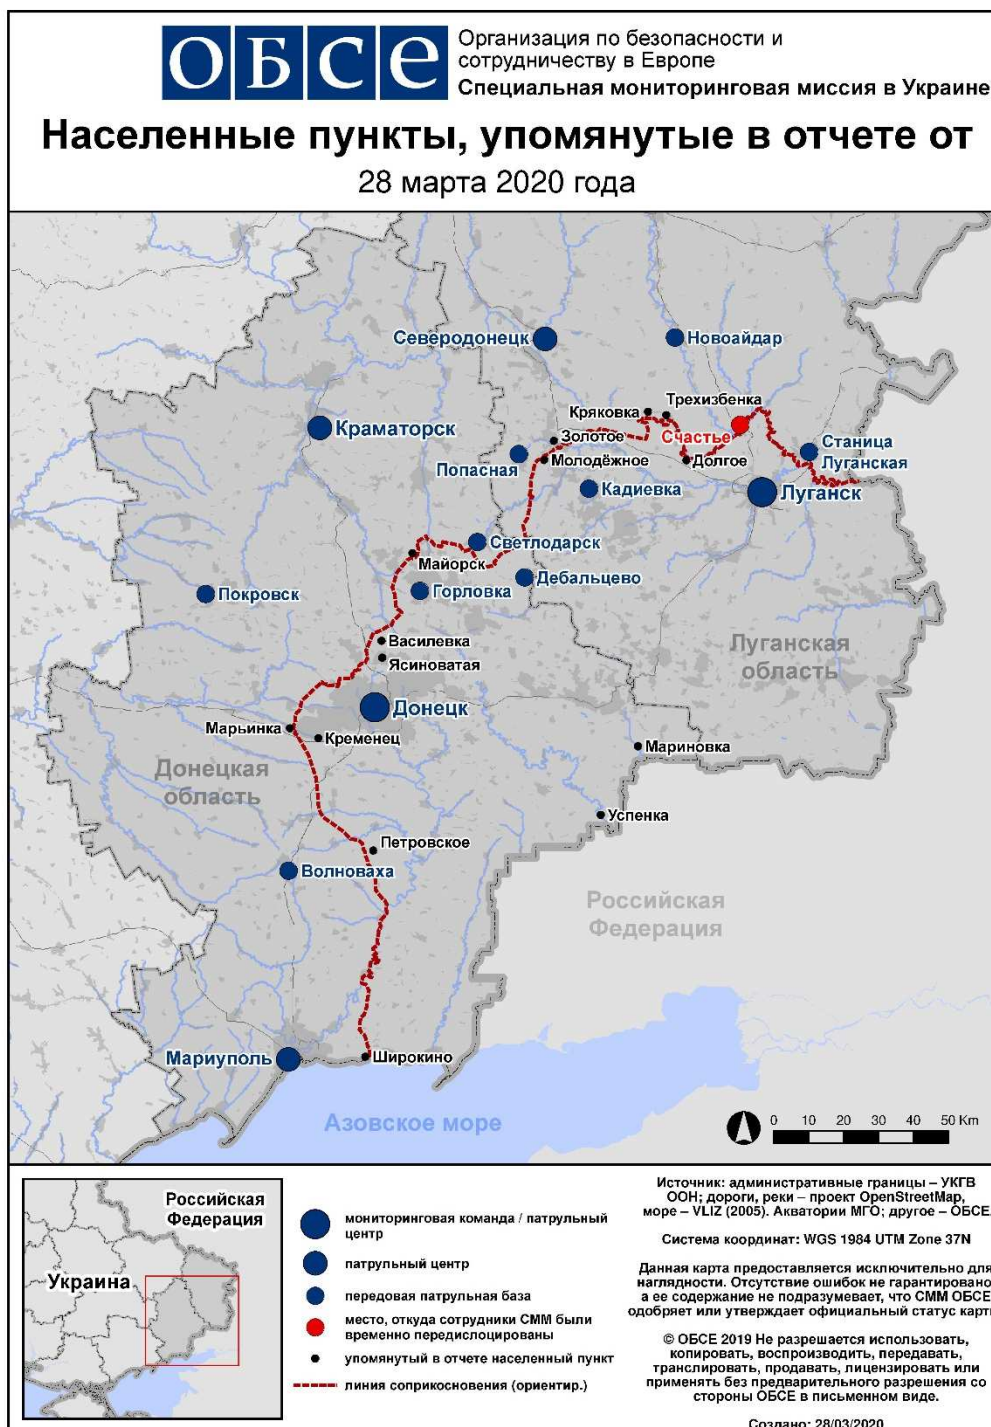 ОБСЕ
Организация по безопасности и
сотрудничеству в Европе
Специальная мониторинговая миссия в Украине
Населенные пункты, упомянутые в отчете от
28 марта 2020 года
Северодонецк
Новоайдар
Кряковка
Трехизбенка
Краматорск
Золотое
Счастье
Станица
Луганская
Попасная
Молодёжное
Долгое
Кадиевка
Луганск
Светлодарск
Майорск
Дебальцево
Покровск
Горловка
Василевка
Ясиноватая
Луганская
область
Донецк
Марьинка
Кременец
Мариновка
Донецкая
область
Успенка
Петровское
Волноваха
Российская
Федерация
Мариуполь
Широкино
Азовское море
0 10 20 30 40 50 Km
Российская
Федерация
Украина
мониторинговая команда / патрульный
центр
патрульный центр
передовая патрульная база
место, откуда сотрудники СММ были
временно передислоцированы
упомянутый в отчете населенный пункт
линия соприкосновения (ориентир.)
Источник: административные границы – УКГВ
ООН; дороги, реки – проект OpenStreetMap,
море – VLIZ (2005). Акватории МГО; другое – ОБСЕ.
Система координат: WGS 1984 UTM Zone 37N
Данная карта предоставляется исключительно для
наглядности. Отсутствие ошибок не гарантировано
а ее содержание не подразумевает, что СММ ОБСЕ
одобряет или утверждает официальный статус карт
© ОБСЕ 2019 Не разрешается использовать,
копировать, воспроизводить, передавать,
транслировать, продавать, лицензировать или
применять без предварительного разрешения со
стороны ОБСЕ в письменном виде.
Создано: 28/03/2020